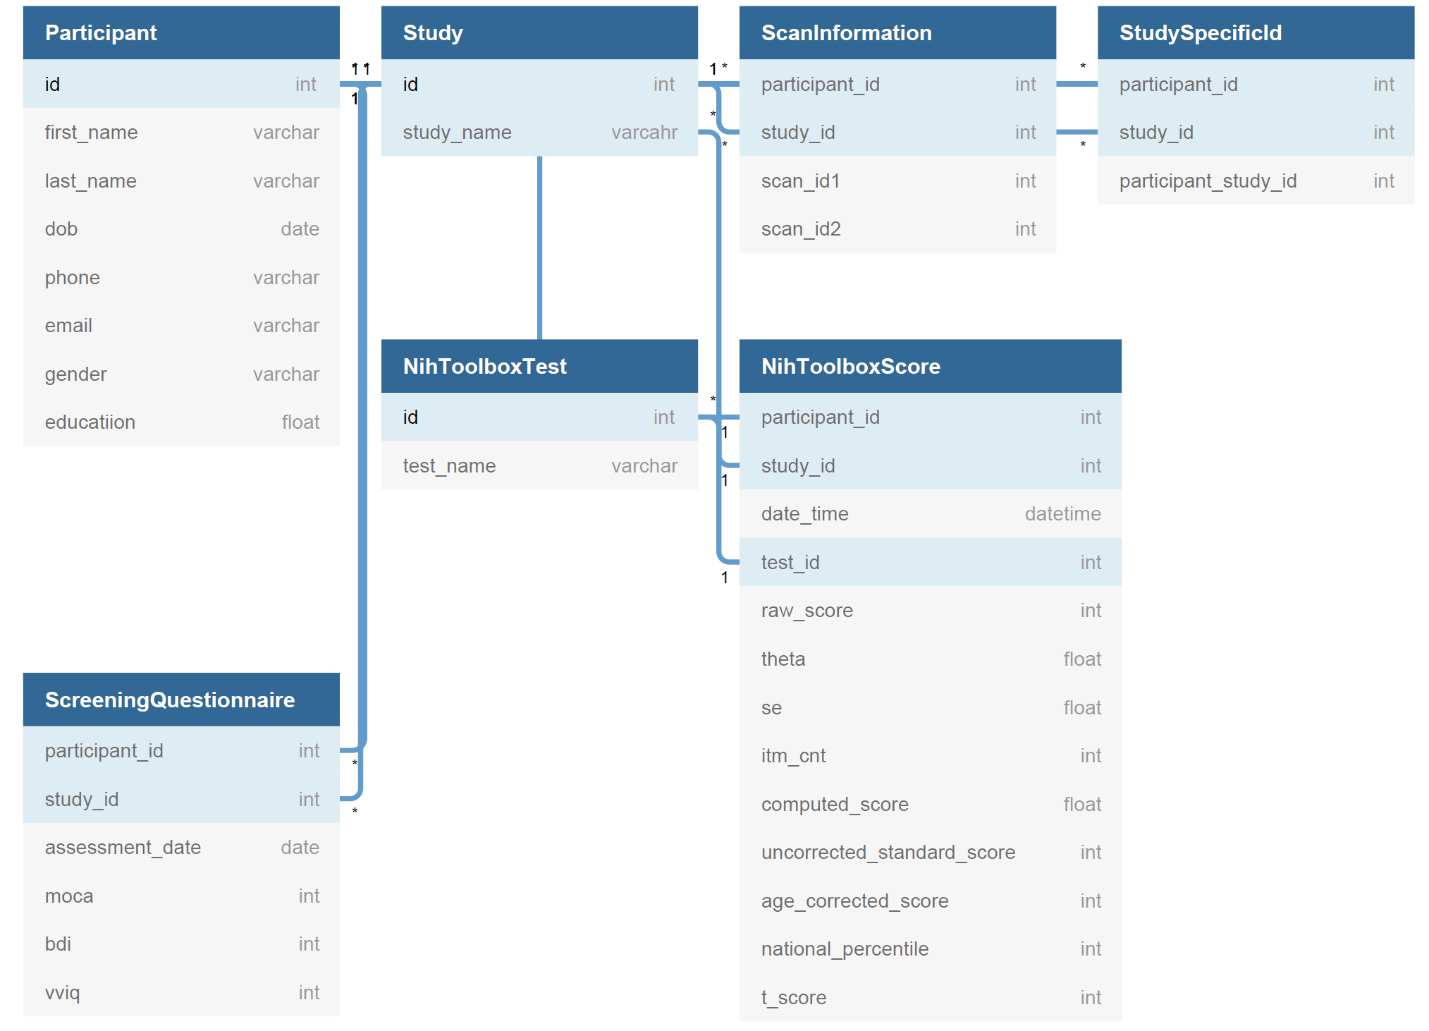 Participant
id int
first_name varchar
last_name varchar
dob date
phone varchar
email varchar
gender varchar
educatiion float
Study
id int
study_name varcahr
ScanInformation
participant_id int
study_id int
scan_id1 int
scan_id2 int
StudySpecificId
participant_id int
study_id int
participant_study_id int
NihToolboxTest
id int
test_name varchar
NihToolboxScore
participant_id int
study_id int
date_time datetime
test_id int
raw_score int
theta float
se float
itm_cnt int
computed_score float
uncorrected_standard_score int
age_corrected_score int
national_percentile int
t_score int
ScreeningQuestionnaire
participant_id int
study_id int
assessment_date date
moca int
bdi int
vviq int
1 1
1
1 *
*
*
*
*
*
1
1
1
*
*